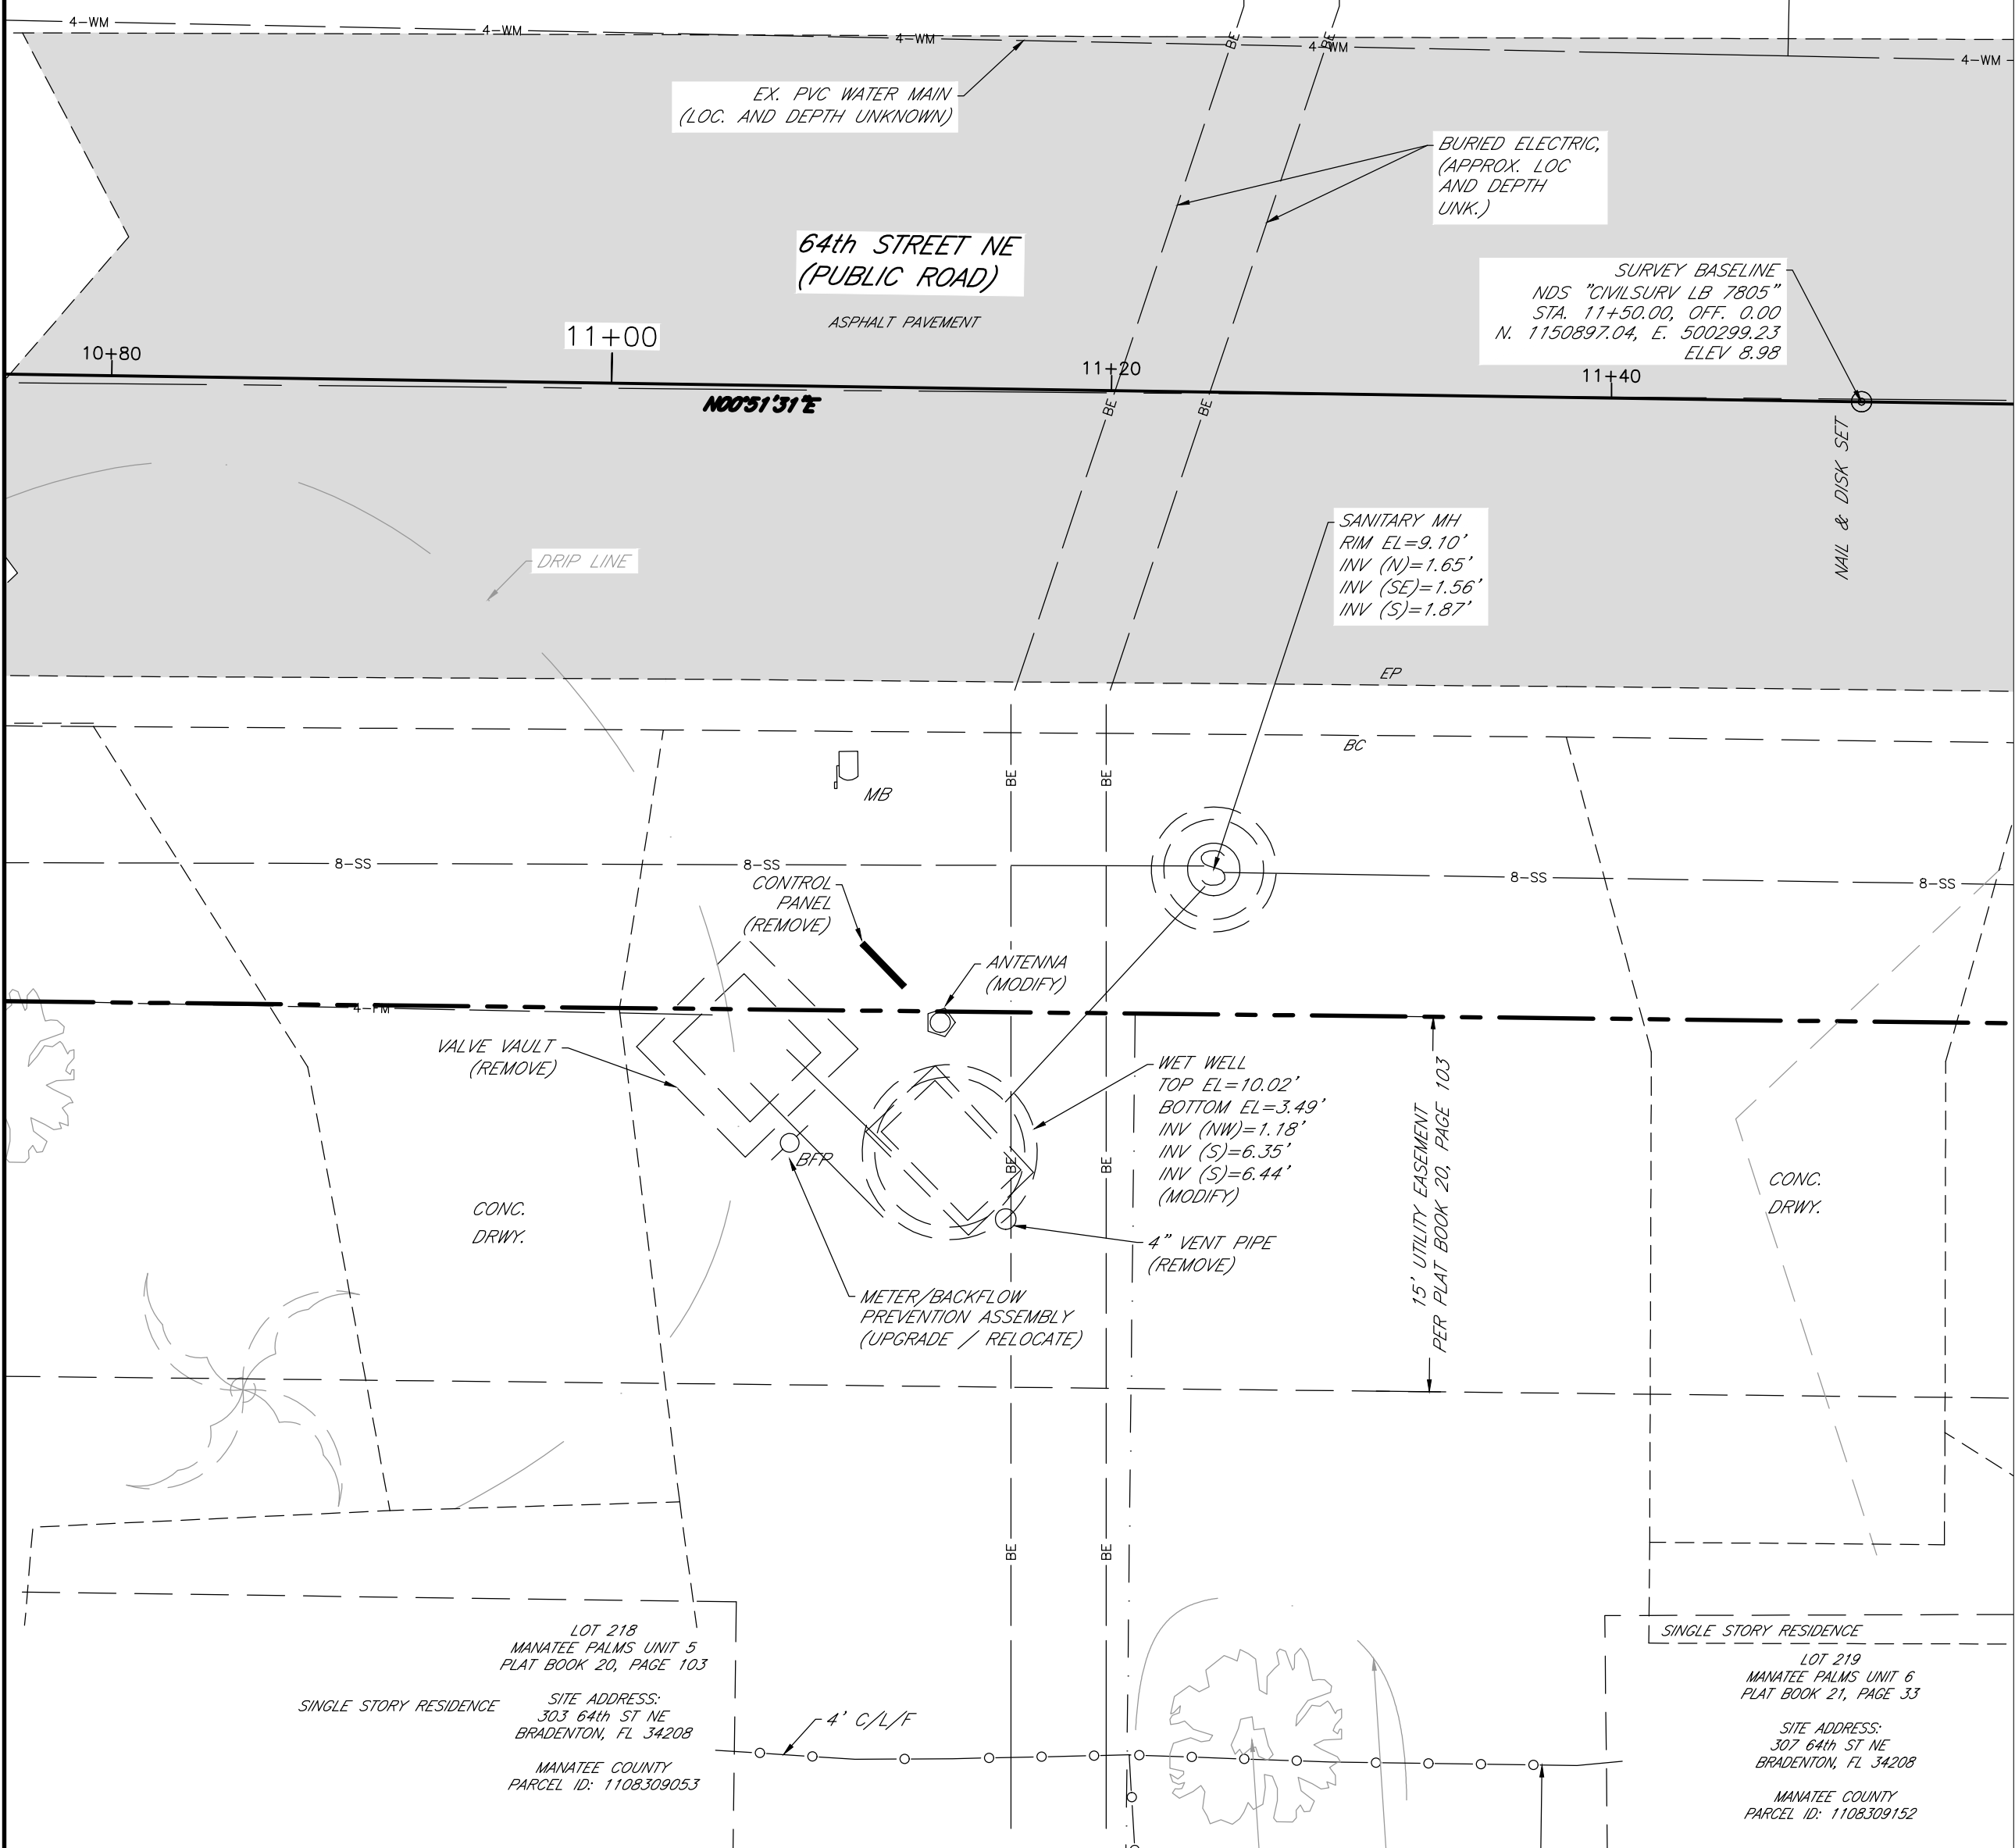 4-WM
4-WM
4-WM
4-WM
4-WM
BE
BE
EX. PVC WATER MAIN
(LOC. AND DEPTH UNKNOWN)
BURIED ELECTRIC,
(APPROX. LOC
AND DEPTH
UNK.)
64th STREET NE
(PUBLIC ROAD)
ASPHALT PAVEMENT
SURVEY BASELINE
NDS "CIVILSURV LB 7805"
STA. 11+50.00, OFF. 0.00
N. 1150897.04, E. 500299.23
ELEV 8.98
10+80
11+00
11+20
11+40
N00°51'31"E
BE
BE
NAIL & DISK SET
DRIP LINE
SANITARY MH
RIM EL=9.10'
INV (N)=1.65'
INV (SE)=1.56'
INV (S)=1.87'
EP
BC
MB
BE
BE
8-SS
8-SS
8-SS
8-SS
CONTROL
PANEL
(REMOVE)
ANTENNA
(MODIFY)
4-FM
VALVE VAULT
(REMOVE)
WET WELL
TOP EL=10.02'
BOTTOM EL=3.49'
INV (NW)=1.18'
INV (S)=6.35'
INV (S)=6.44'
(MODIFY)
15' UTILITY EASEMENT
PER PLAT BOOK 20, PAGE 103
BFP
BE
BE
CONC.
DRWY.
CONC.
DRWY.
4" VENT PIPE
(REMOVE)
METER/BACKFLOW
PREVENTION ASSEMBLY
(UPGRADE / RELOCATE)
BE
BE
LOT 218
MANATEE PALMS UNIT 5
PLAT BOOK 20, PAGE 103
SINGLE STORY RESIDENCE
SITE ADDRESS:
303 64th ST NE
BRADENTON, FL 34208
MANATEE COUNTY
PARCEL ID: 1108309053
4' C/L/F
SINGLE STORY RESIDENCE
LOT 219
MANATEE PALMS UNIT 6
PLAT BOOK 21, PAGE 33
SITE ADDRESS:
307 64th ST NE
BRADENTON, FL 34208
MANATEE COUNTY
PARCEL ID: 1108309152